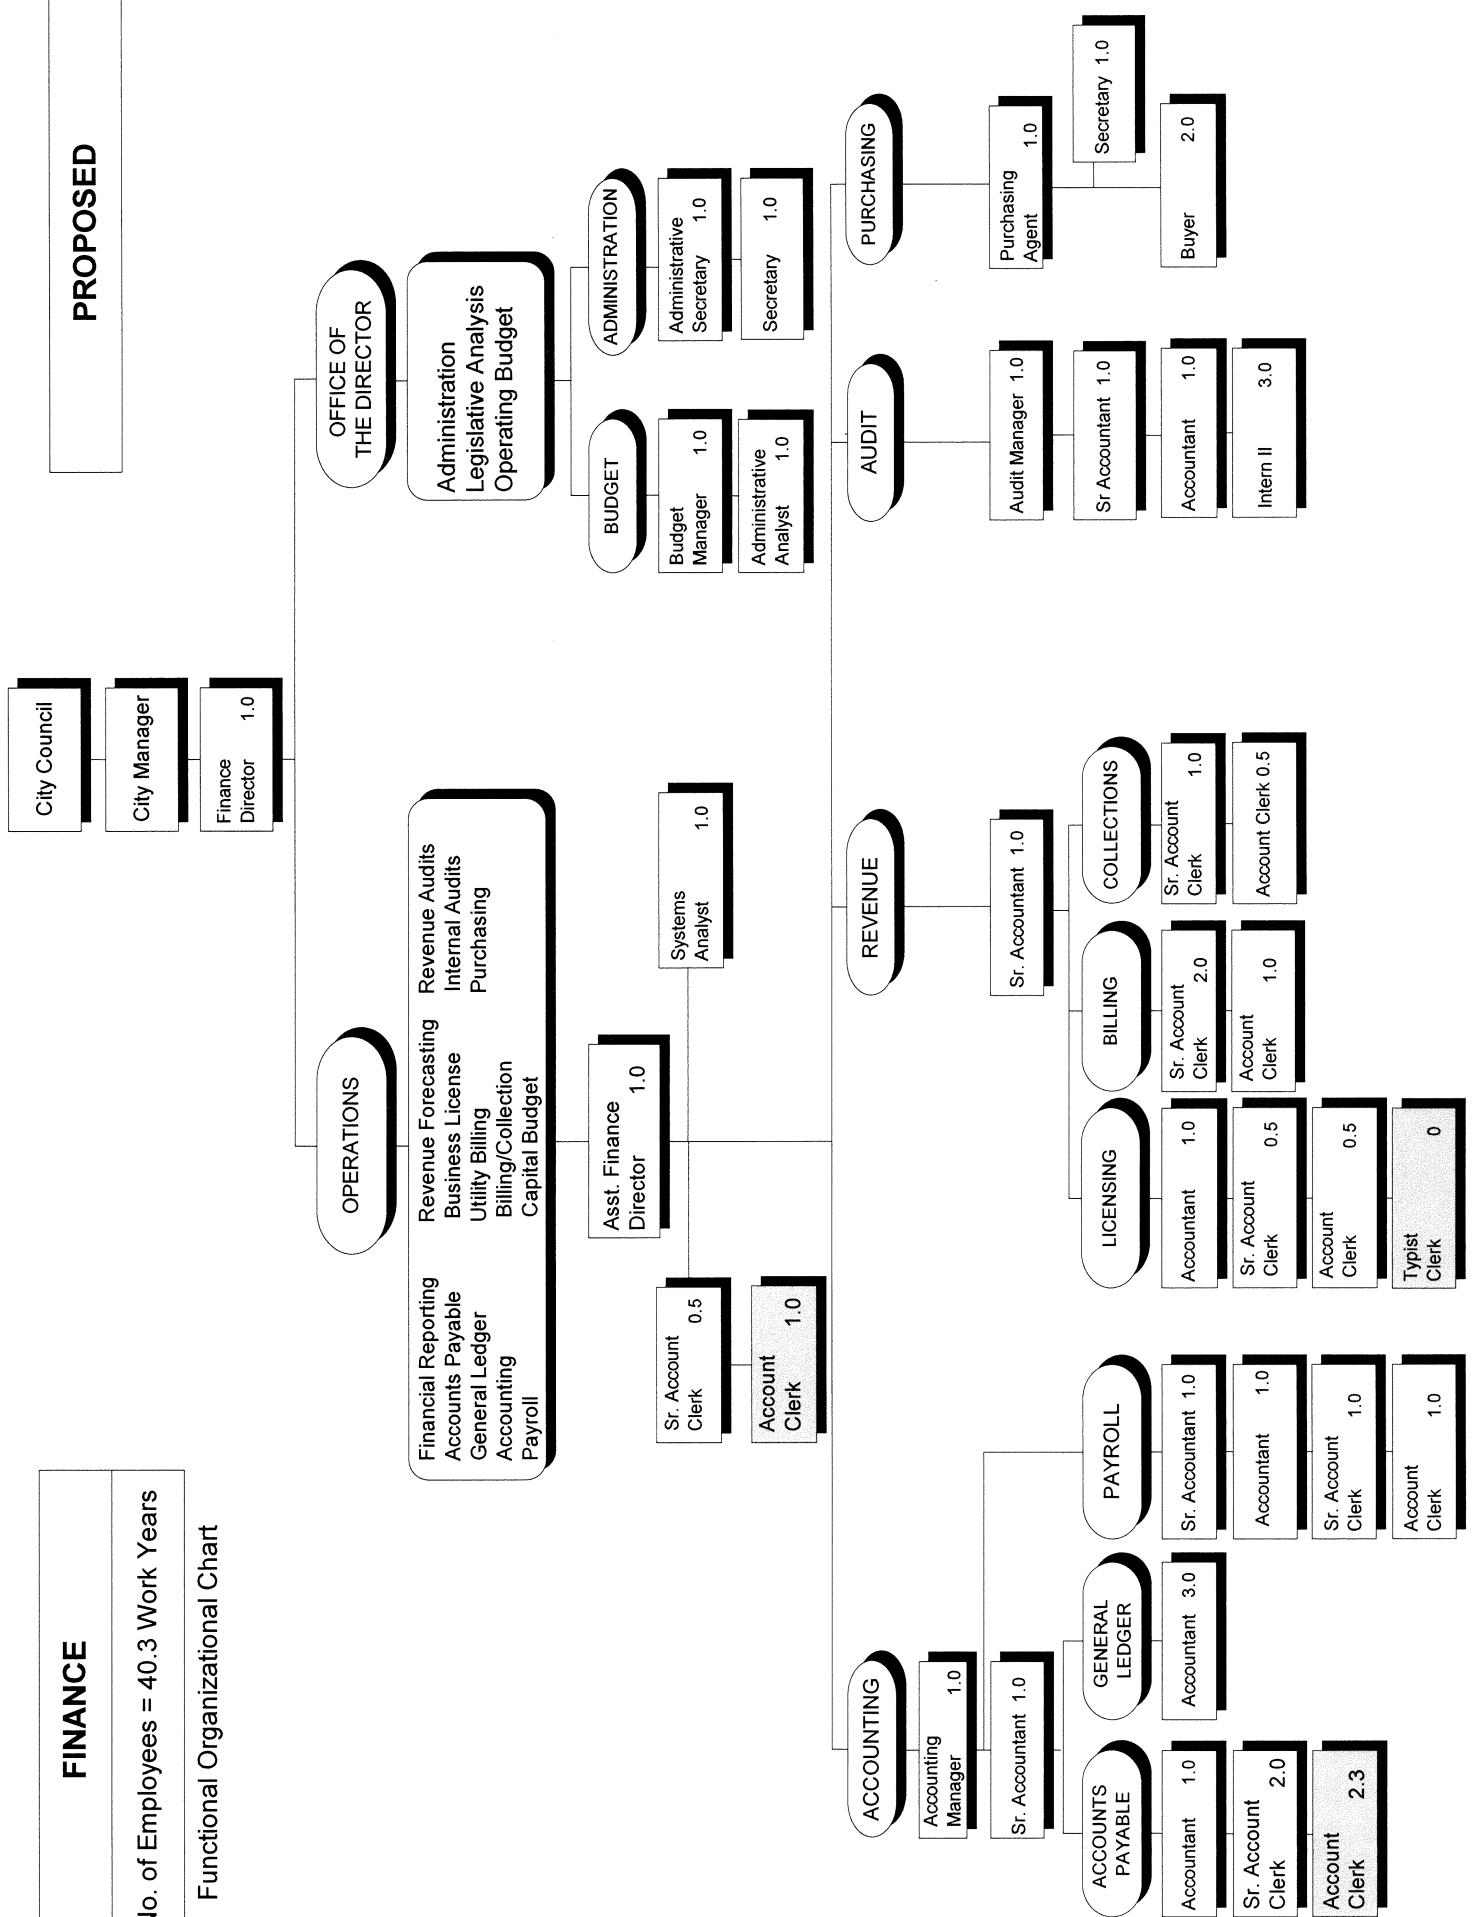 FINANCE
o. of Employees = 40.3 Work Years
Functional Organizational Chart
PROPOSED
City Council
City Manager
Finance
Director 1.0
OPERATIONS
OFFICE OF
THE DIRECTOR
Financial Reporting
Accounts Payable
General Ledger
Accounting
Payroll
Revenue Forecasting
Business License
Utility Billing
Billing/Collection
Capital Budget
Revenue Audits
Internal Audits
Purchasing
Administration
Legislative Analysis
Operating Budget
Asst. Finance
Director 1.0
Sr. Account
Clerk 0.5
Account
Clerk 1.0
Systems
Analyst 1.0
BUDGET
Budget
Manager 1.0
Administrative
Analyst 1.0
ADMINISTRATION
Administrative
Secretary 1.0
Secretary 1.0
ACCOUNTING
Accounting
Manager 1.0
Sr. Accountant 1.0
ACCOUNTS
PAYABLE
Accountant 1.0
Sr. Account
Clerk 2.0
Account
Clerk 2.3
GENERAL
LEDGER
Accountant 3.0
PAYROLL
Sr. Accountant 1.0
Accountant 1.0
Sr. Account
Clerk 1.0
Account
Clerk 1.0
REVENUE
Sr. Accountant 1.0
LICENSING
Accountant 1.0
Sr. Account
Clerk 0.5
Account
Clerk 0.5
Typist
Clerk 0
BILLING
Sr. Account
Clerk 2.0
Account
Clerk 1.0
COLLECTIONS
Sr. Account
Clerk 1.0
Account Clerk 0.5
AUDIT
Audit Manager 1.0
Sr Accountant 1.0
Accountant 1.0
Intern II 3.0
PURCHASING
Purchasing
Agent 1.0
Secretary 1.0
Buyer 2.0